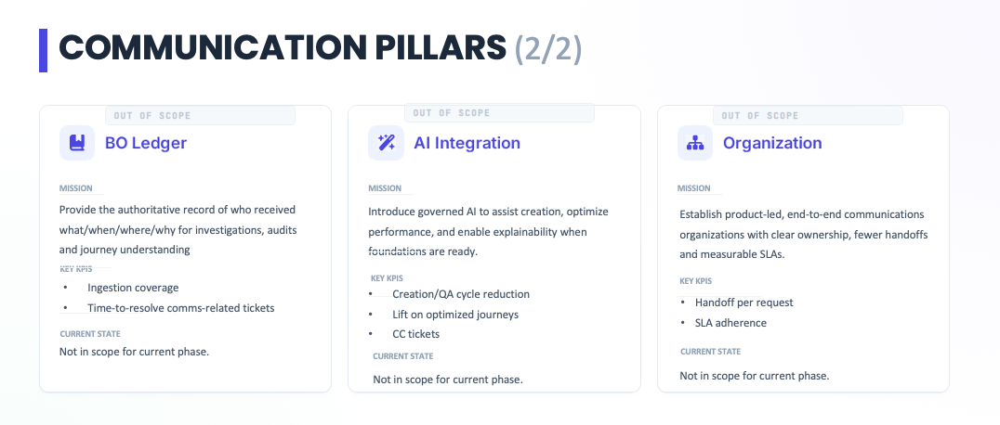 COMMUNICATION PILLARS (2/2)
OUT OF SCOPE
BO Ledger
MISSION
Provide the authoritative record of who received
what/when/where/why for investigations, audits
and journey understanding
KEY KPIS
• Ingestion coverage
• Time-to-resolve comms-related tickets
CURRENT STATE
Not in scope for current phase.
OUT OF SCOPE
AI Integration
MISSION
Introduce governed AI to assist creation, optimize
performance, and enable explainability when
foundations are ready.
KEY KPIS
• Creation/QA cycle reduction
• Lift on optimized journeys
• CC tickets
CURRENT STATE
Not in scope for current phase.
OUT OF SCOPE
Organization
MISSION
Establish product-led, end-to-end communications
organizations with clear ownership, fewer handoffs
and measurable SLAs.
KEY KPIS
• Handoff per request
• SLA adherence
CURRENT STATE
Not in scope for current phase.